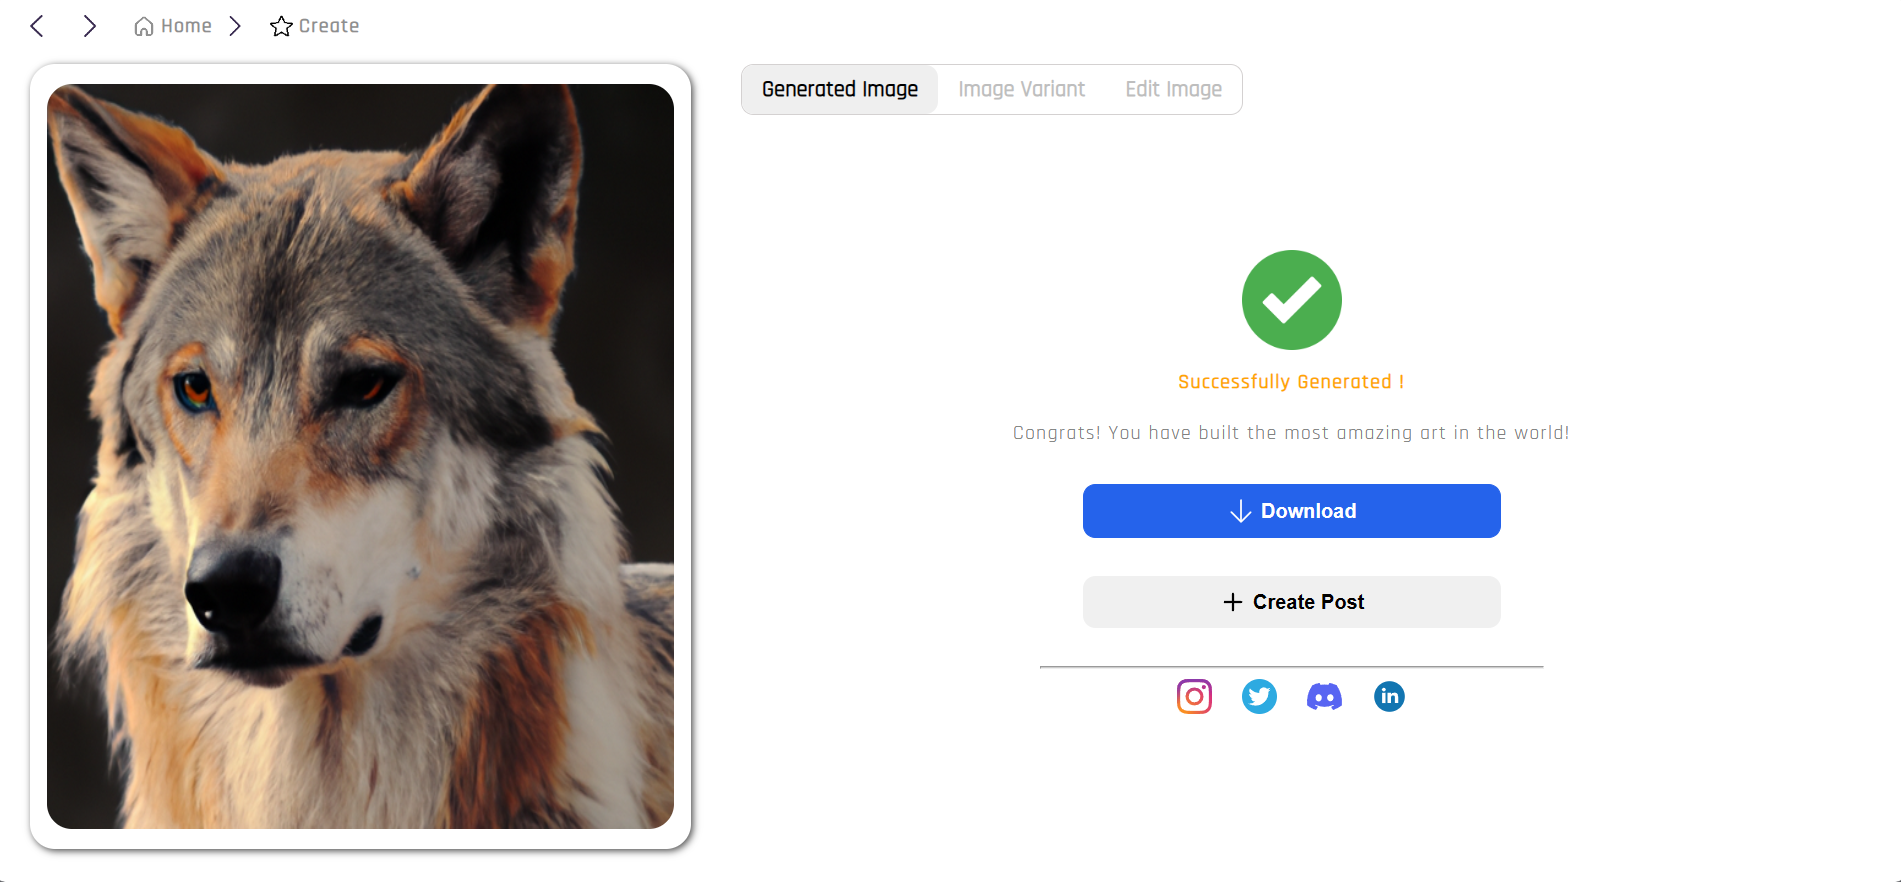 Home
Create
Generated Image
Image Variant
Edit Image
Successfully Generated !
Congrats! You have built the most amazing art in the world!
Download
Create Post
in